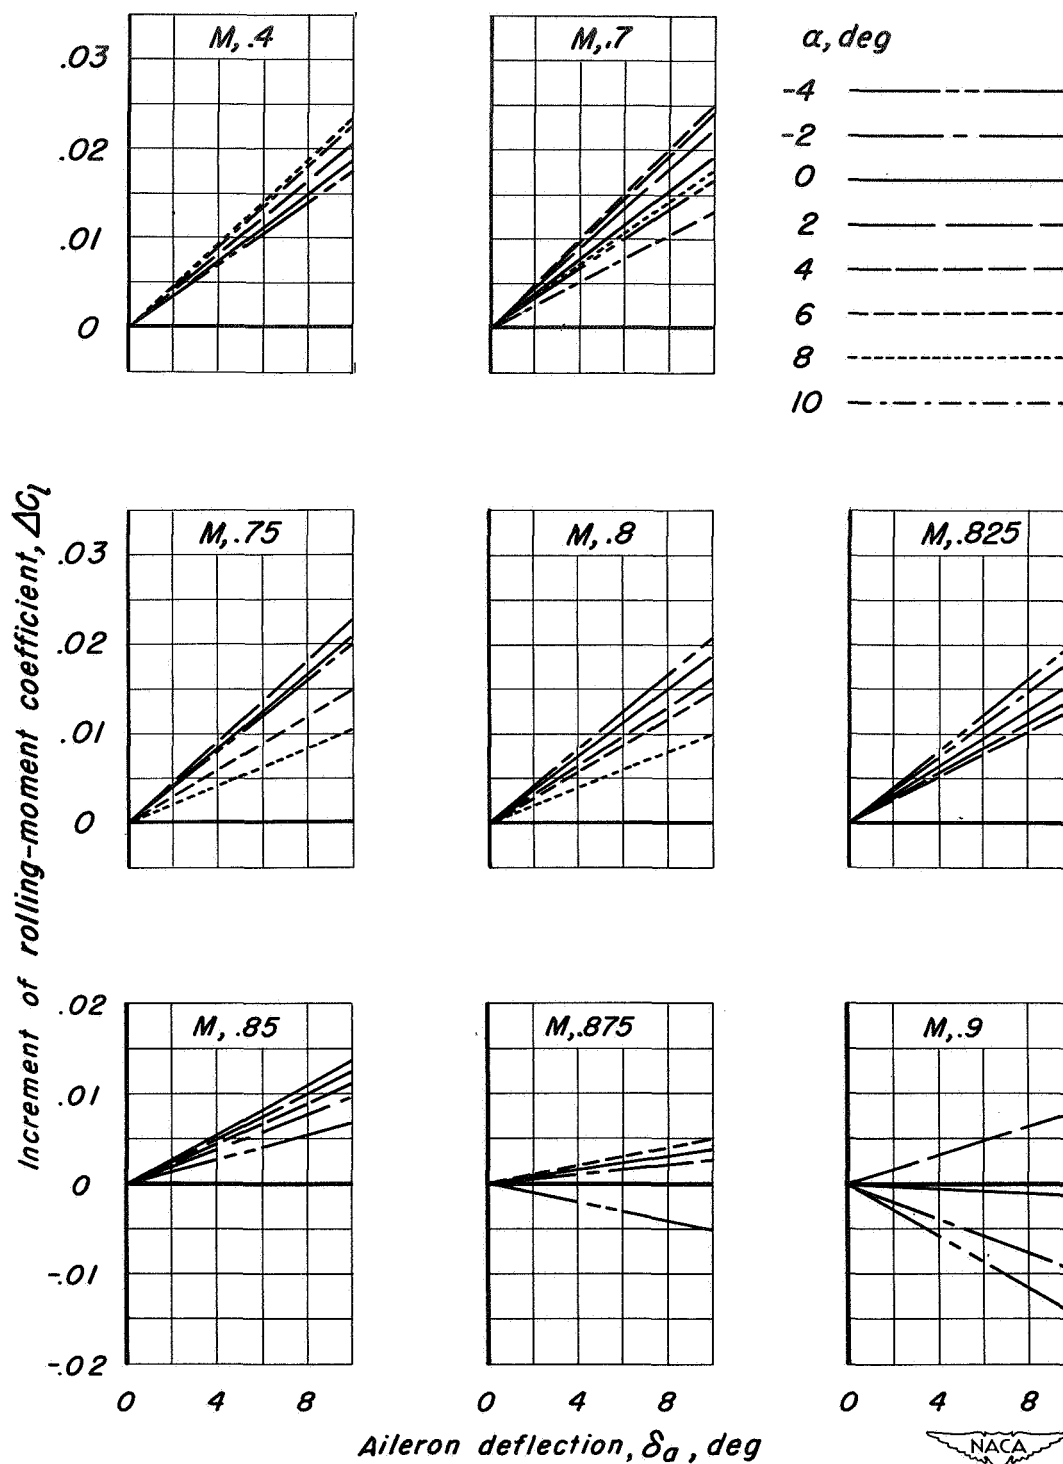 M, .4
M, .7
α, deg
.03
.02
.01
0
-4
-2
0
2
4
6
8
10
Increment of rolling-moment coefficient, ΔCl
M, .75
M, .8
M, .825
.03
.02
.01
0
M, .85
M, .875
M, .9
.02
.01
0
-.01
-.02
0 4 8 0 4 8 0 4 8
Aileron deflection, δa, deg
NACA